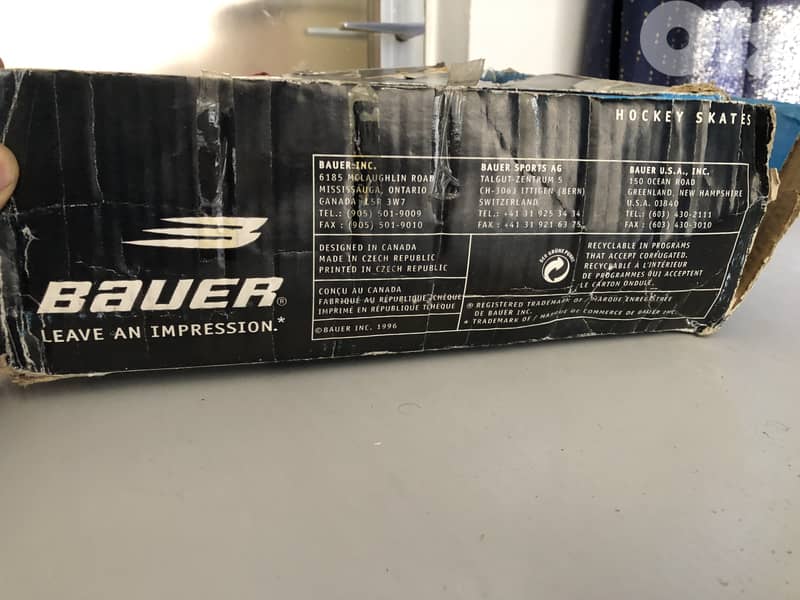 HOCKEY SKATES
BAUER INC.
6185 MCLAUGHLIN ROAD
MISSISSAUGA, ONTARIO
CANADA L5R 3W7
TEL.: (905) 501-9009
FAX : (905) 501-9010
BAUER SPORTS AG
TALGUT-ZENTRUM 5
CH-3063 ITTIGEN (BERN)
SWITZERLAND
TEL.: +41 31 925 34 34
FAX : +41 31 921 63 75
BAUER U.S.A., INC.
150 OCEAN ROAD
GREENLAND, NEW HAMPSHIRE
U.S.A. 03840
TEL.: (603) 430-2111
FAX : (603) 430-3010
DESIGNED IN CANADA
MADE IN CZECH REPUBLIC
PRINTED IN CZECH REPUBLIC
CONÇU AU CANADA
FABRIQUÉ AU RÉPUBLIQUE TCHÈQUE
IMPRIMÉ EN RÉPUBLIQUE TCHÈQUE
© BAUER INC. 1996
DER GRÜNE PUNKT
RECYCLABLE IN PROGRAMS
THAT ACCEPT CORRUGATED.
RECYCLABLE À L'INTÉRIEUR
DE PROGRAMMES QUI ACCEPTENT
LE CARTON ONDULÉ.
® REGISTERED TRADEMARK OF / MARQUE ENREGISTRÉE
DE BAUER INC.
* TRADEMARK OF / MARQUE DE COMMERCE DE BAUER INC.
BAUER®
LEAVE AN IMPRESSION.*
olx